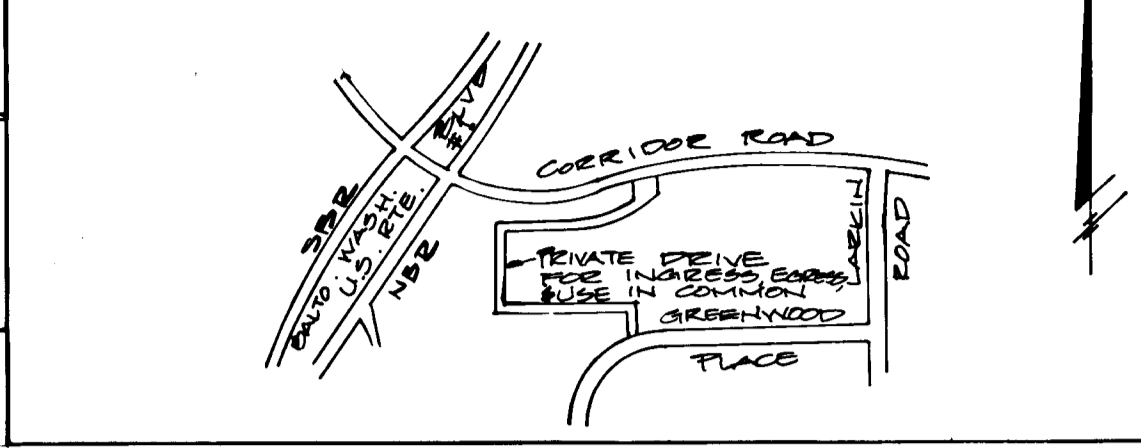 BLVD
#1
CORRIDOR ROAD
SBR
BALTO. WASH.
U.S. RTE.
NBR
PRIVATE DRIVE
FOR INGRESS, EGRESS,
& USE IN COMMON
LARKIN
ROAD
GREENWOOD
PLACE